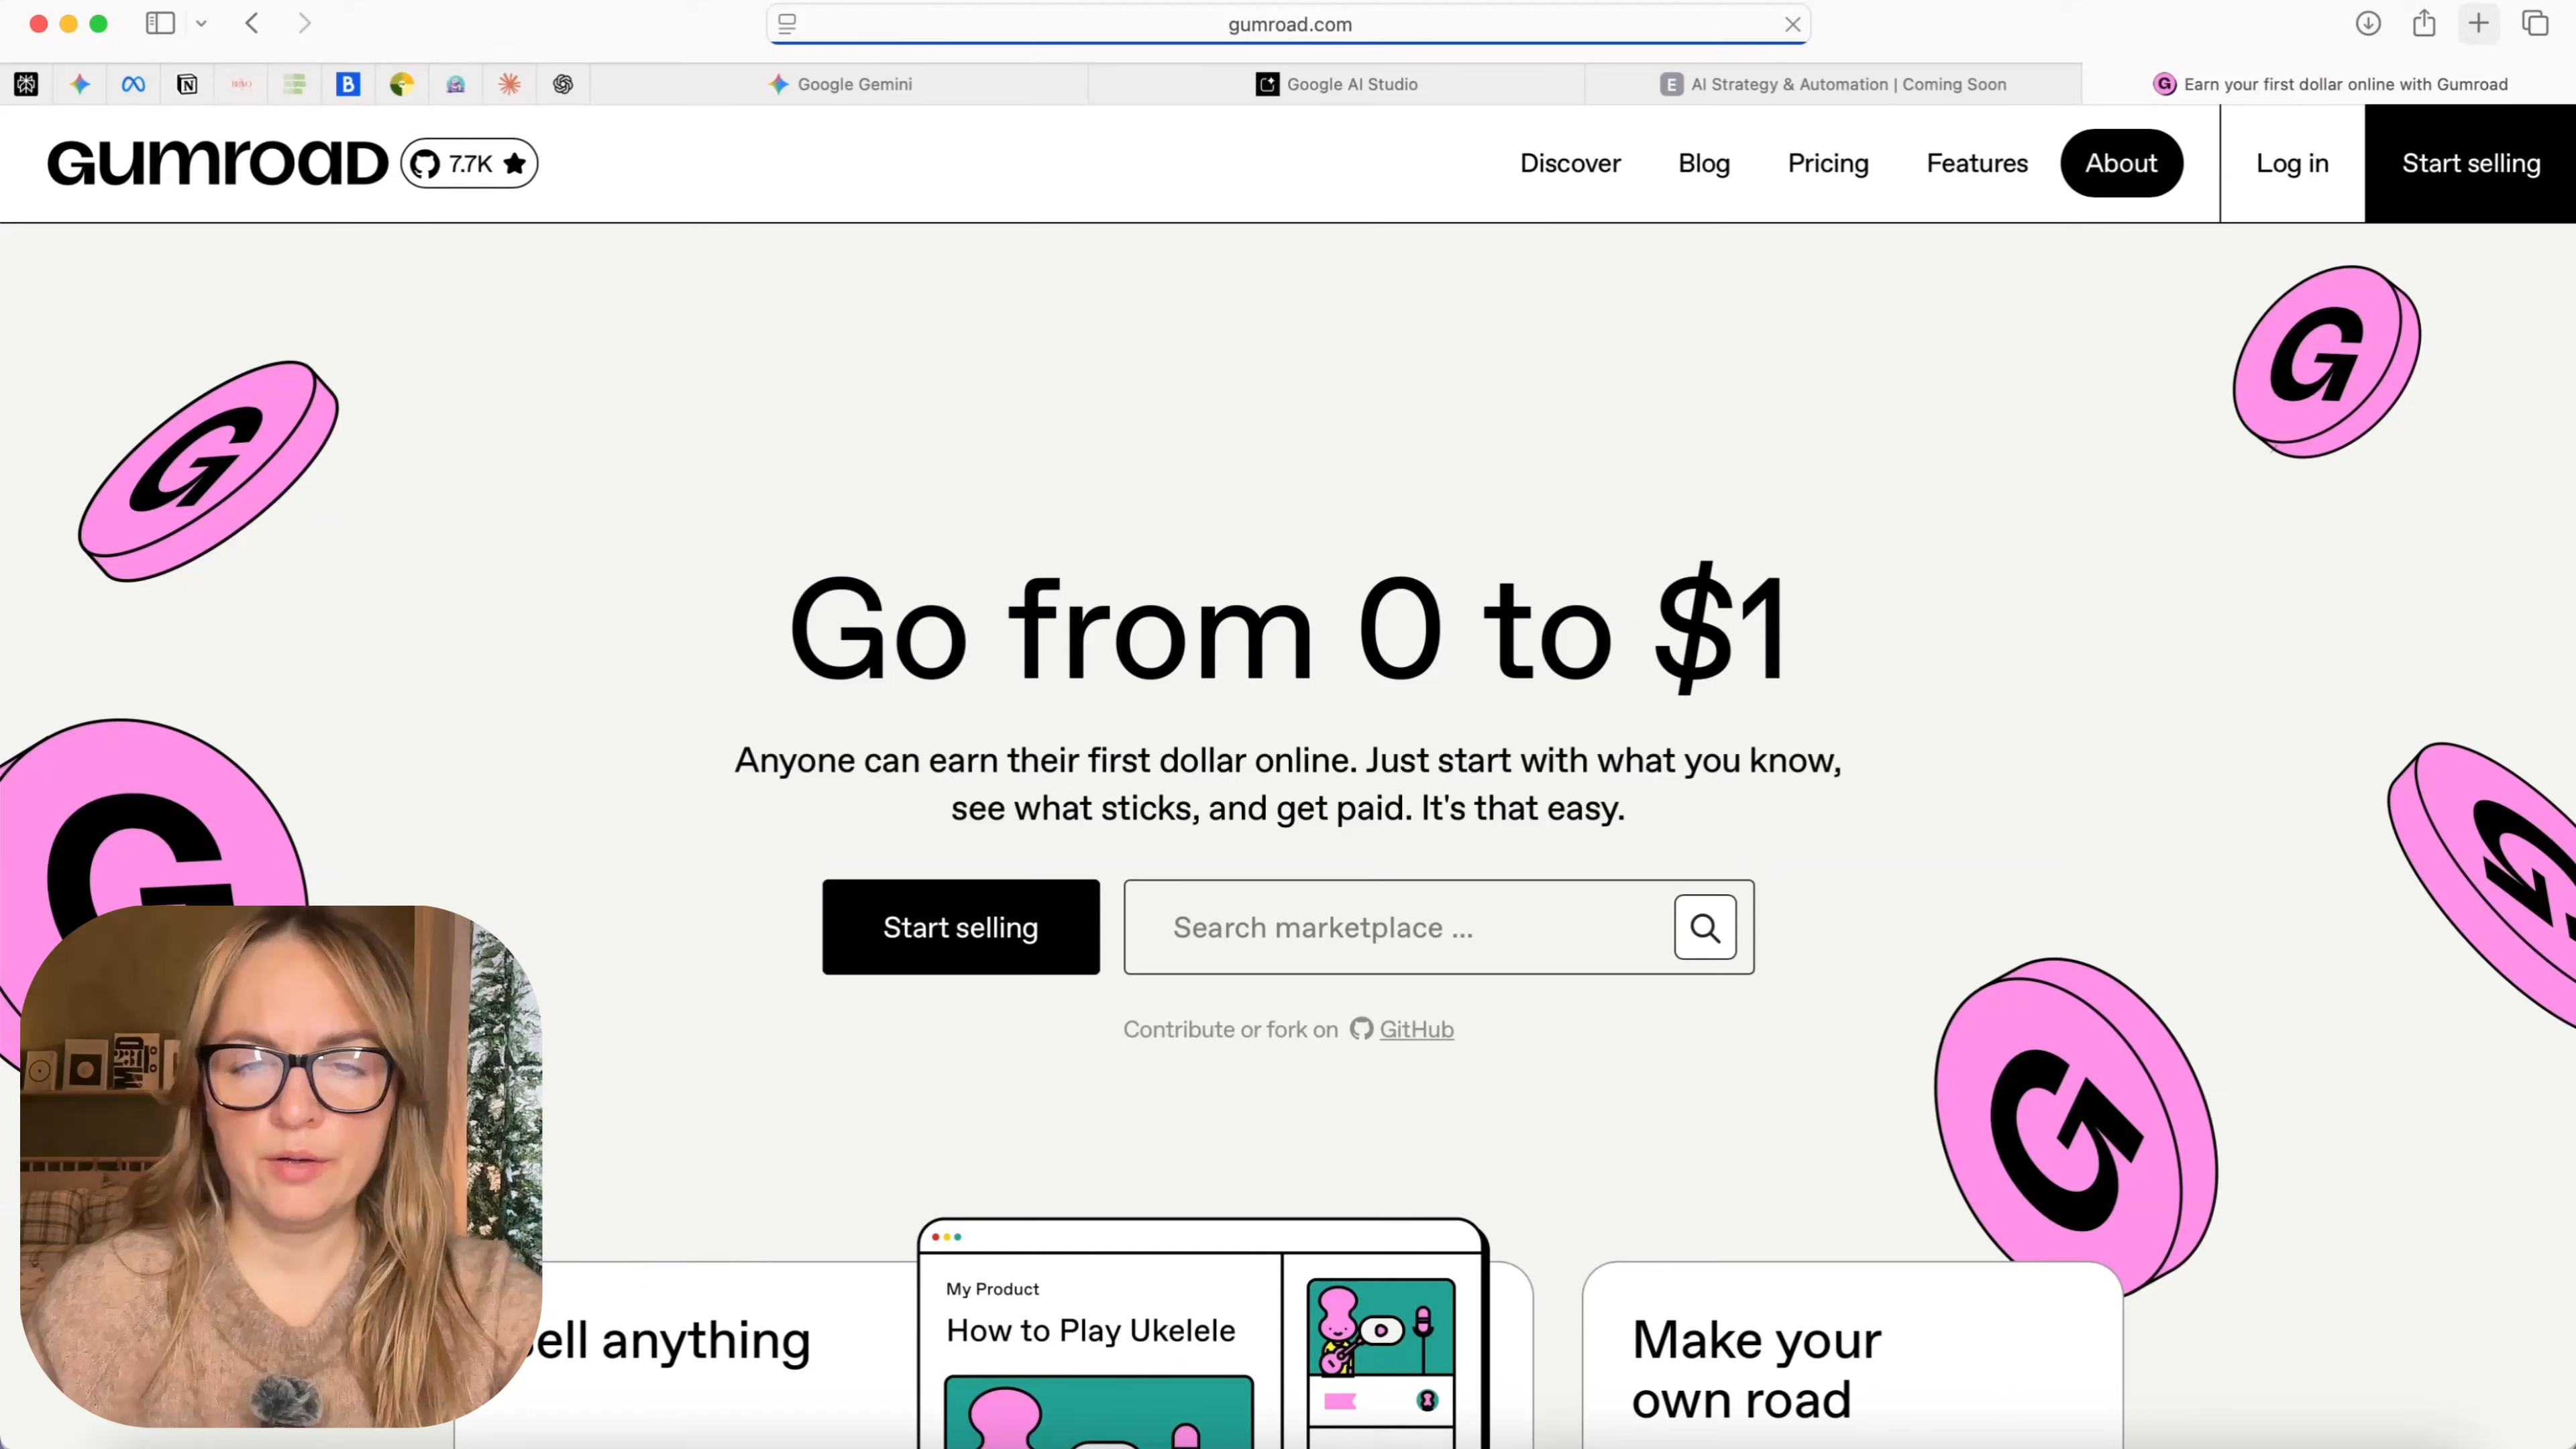 gumroad.com
Google Gemini
Google AI Studio
AI Strategy & Automation | Coming Soon
Earn your first dollar online with Gumroad
GUMROAD
7.7K
Discover
Blog
Pricing
Features
About
Log in
Start selling
Go from 0 to $1
Anyone can earn their first dollar online. Just start with what you know,
see what sticks, and get paid. It's that easy.
Start selling
Search marketplace ...
Contribute or fork on GitHub
ell anything
My Product
How to Play Ukelele
Make your
own road